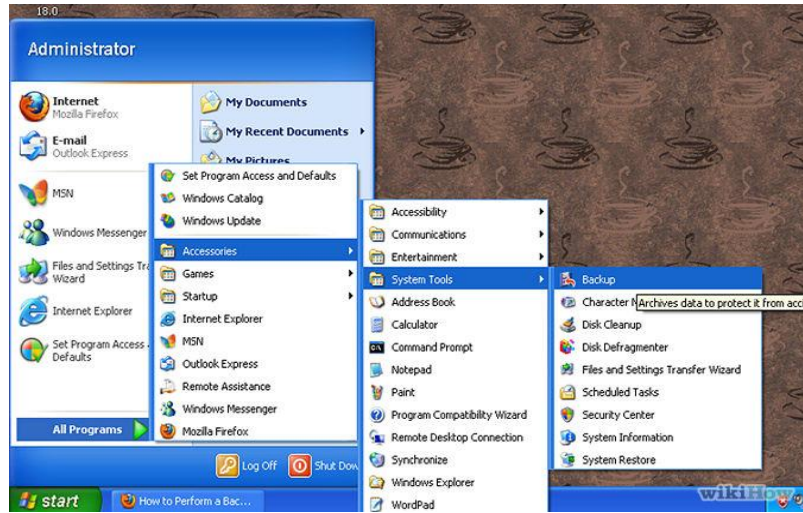 18.0
Administrator
Internet
Mozilla Firefox
E-mail
Outlook Express
MSN
Windows Messenger
Files and Settings Tra
Wizard
Internet Explorer
Set Program Access
Defaults
All Programs
My Documents
My Recent Documents
My Pictures
Set Program Access and Defaults
Windows Catalog
Windows Update
Accessories
Games
Startup
Internet Explorer
MSN
Outlook Express
Remote Assistance
Windows Messenger
Mozilla Firefox
Accessibility
Communications
Entertainment
System Tools
Address Book
Calculator
Command Prompt
Notepad
Paint
Program Compatibility Wizard
Remote Desktop Connection
Synchronize
Windows Explorer
WordPad
Backup
Character M
Archives data to protect it from acc
Disk Cleanup
Disk Defragmenter
Files and Settings Transfer Wizard
Scheduled Tasks
Security Center
System Information
System Restore
Log Off
Shut Dow
start
How to Perform a Bac...
wikiHow